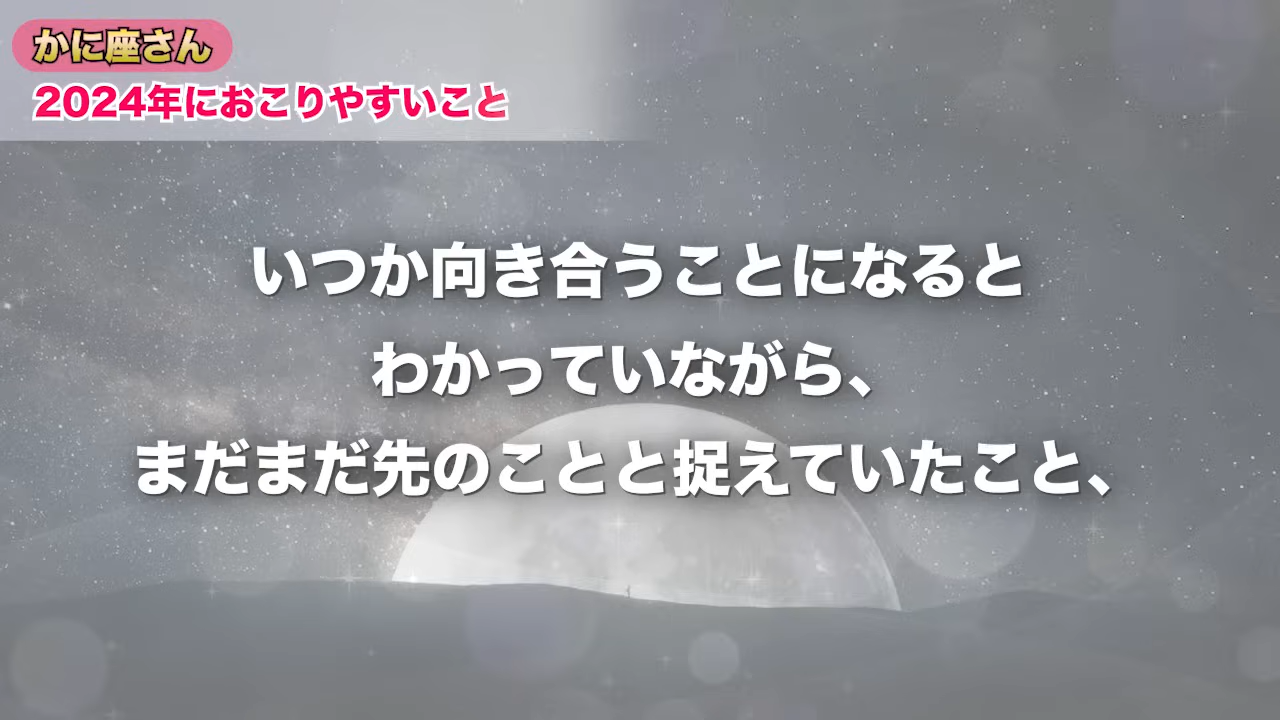 かに座さん
2024年におこりやすいこと
いつか向き合うことになると
わかっていながら、
まだまだ先のことと捉えていたこと、